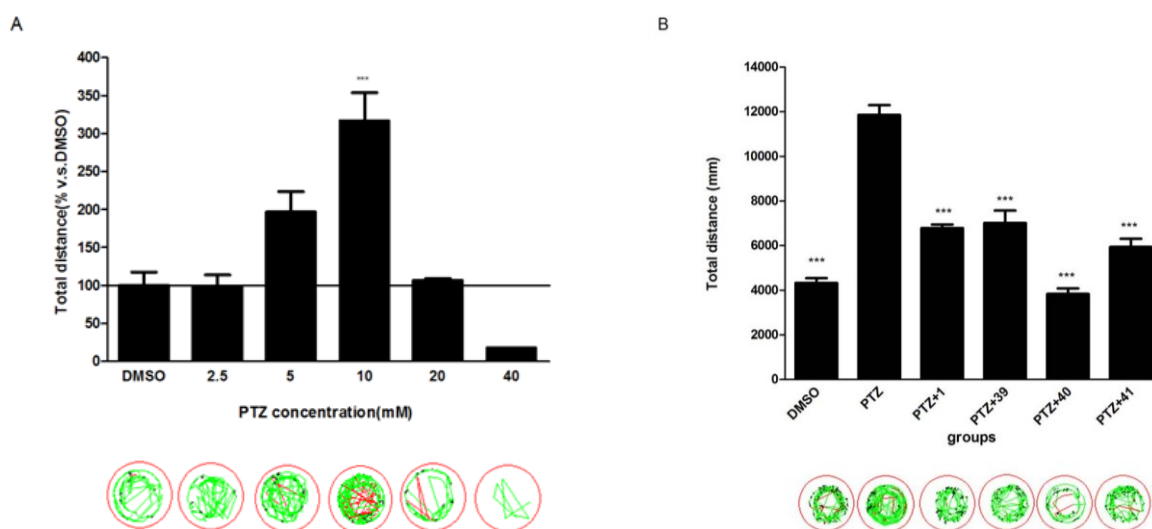 A
Total distance(% v.s.DMSO)
400
350
300
250
200
150
100
50
0
***
DMSO 2.5 5 10 20 40
PTZ concentration(mM)
B
Total distance (mm)
14000
12000
10000
8000
6000
4000
2000
0
*** *** *** *** ***
DMSO PTZ PTZ+1 PTZ+39 PTZ+40 PTZ+41
groups